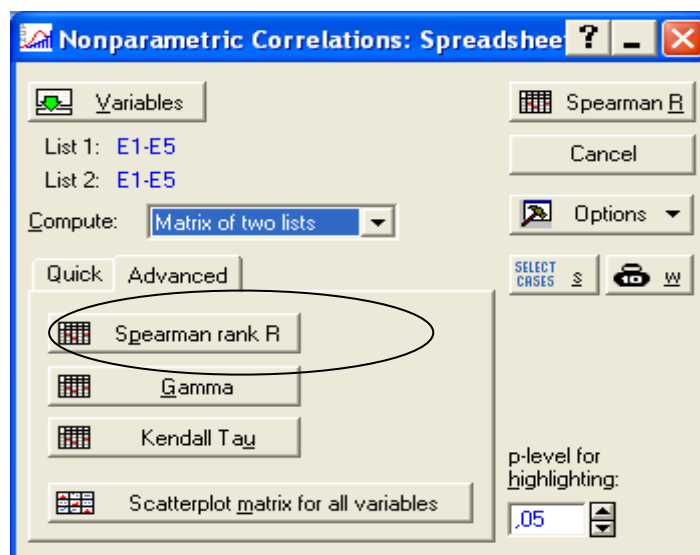 Nonparametric Correlations: Spreadshee
?
Variables
Spearman R
List 1: E1-E5
Cancel
List 2: E1-E5
Compute: Matrix of two lists
Options
Quick
Advanced
SELECT CASES S
W
Spearman rank R
Gamma
Kendall Tau
p-level for
highlighting:
Scatterplot matrix for all variables
,05